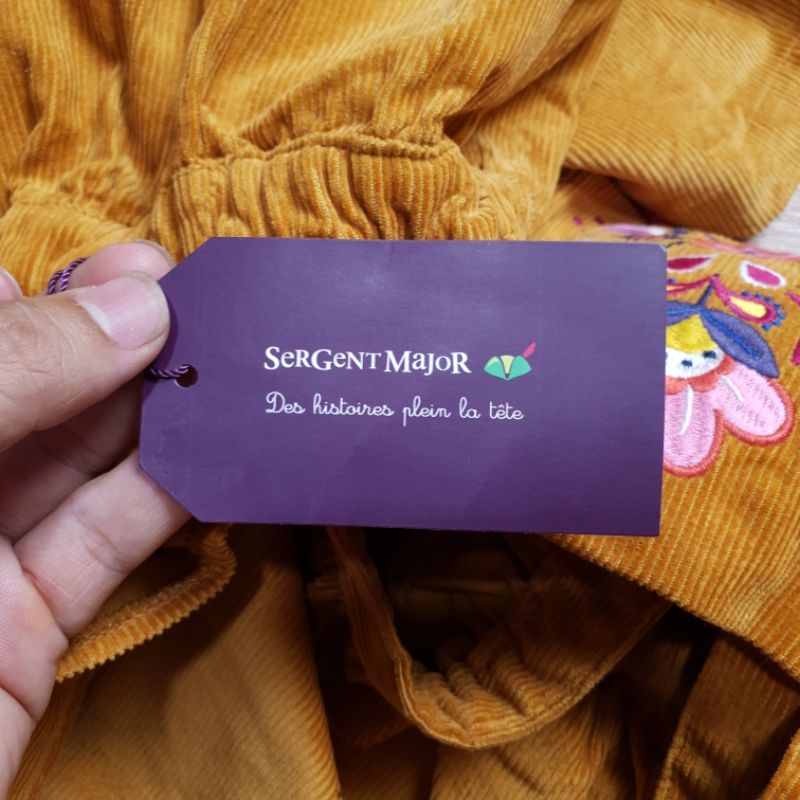 SeRGeNT MajoR
Des histoires plein la tête